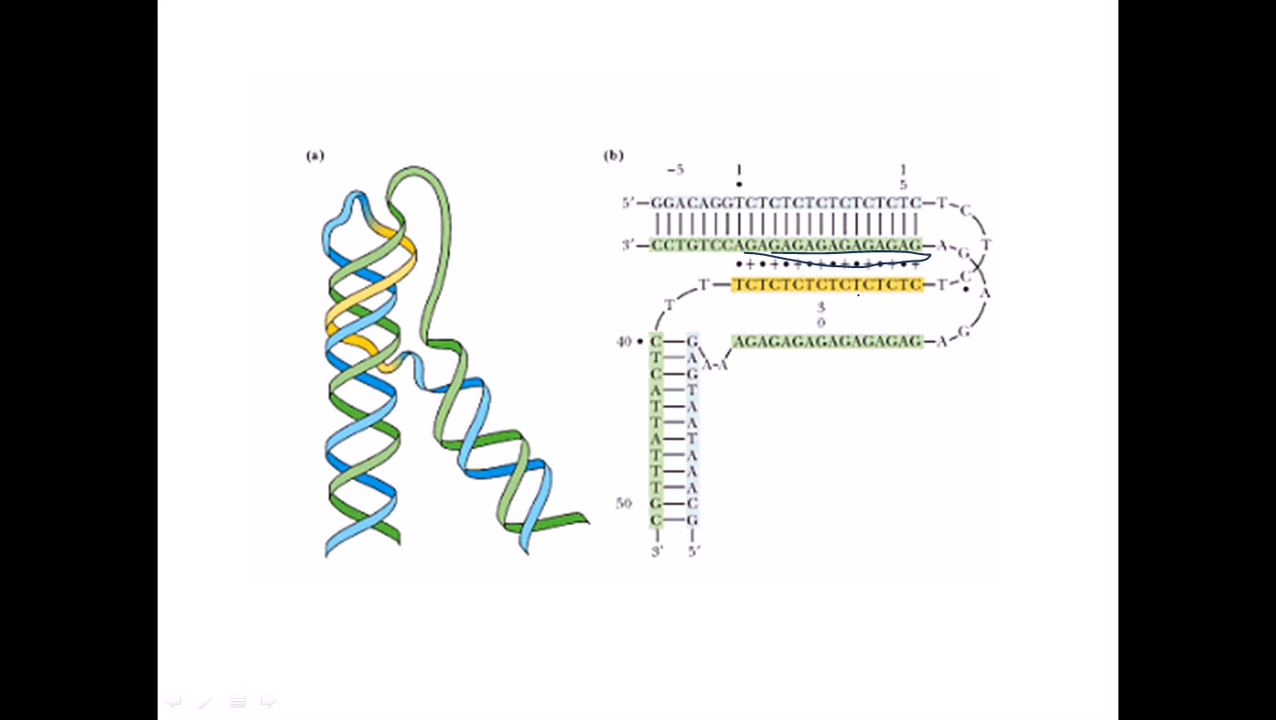 (a)
(b)
−5 1 1
• 5
5′—GGACAGGTCTCTCTCTCTCTCTC—T C
T
3′—CCTGTCCAGAGAGAGAGAGAGAG—A G
•+•+•+•+•+•+•+•+
T T—TCTCTCTCTCTCTCTC—T C •
A
3
0
40 • C—G A-A AGAGAGAGAGAGAGAG—A G
T—A
C—G
A—T
T—A
T—A
A—T
T—A
T—A
T—A
50 G—C
C—G
3′ 5′